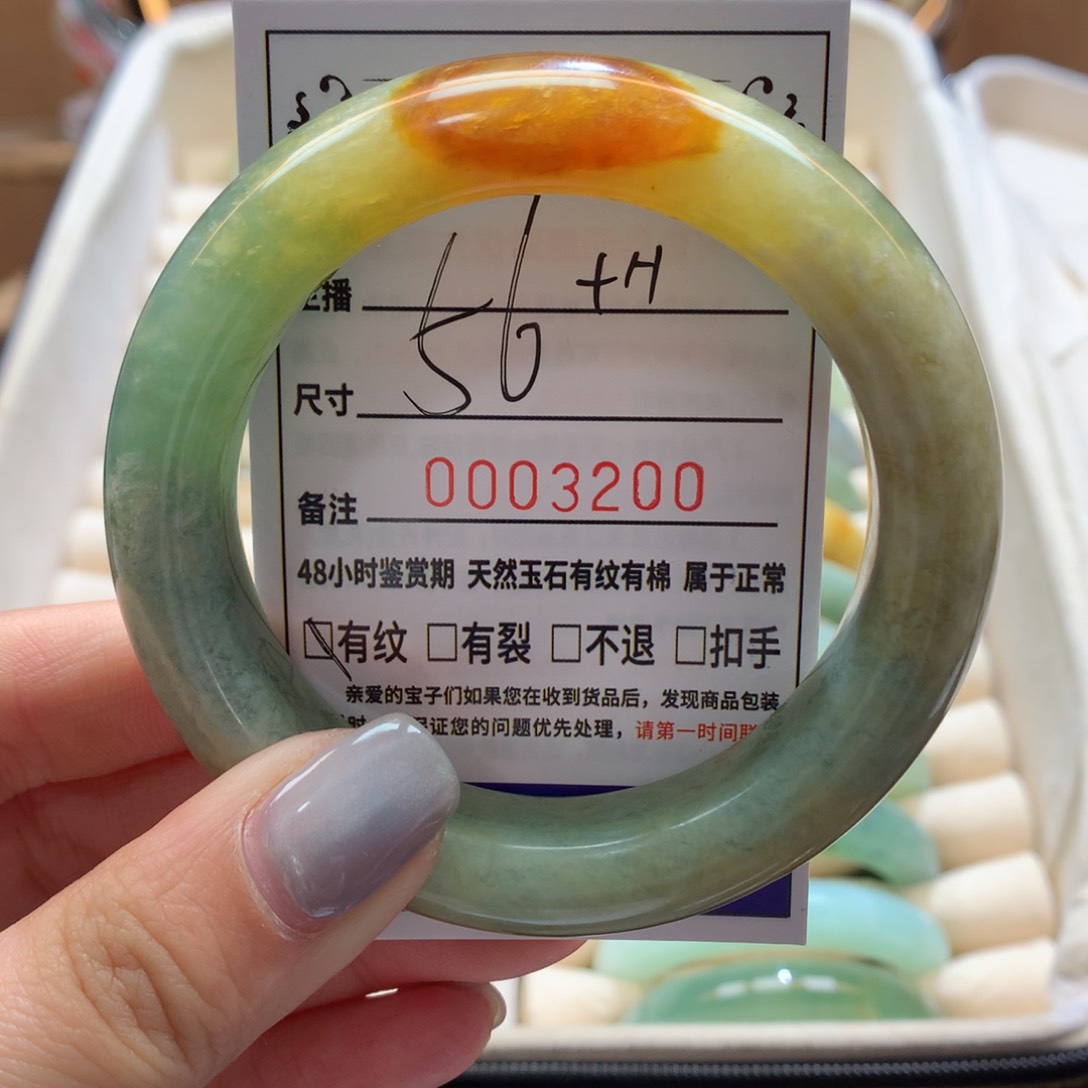 播
56 +H
尺寸
备注 0003200
48小时鉴赏期 天然玉石有纹有棉 属于正常
☑有纹 □有裂 □不退 □扣手
亲爱的宝子们如果您在收到货品后，发现商品包装
证您的问题优先处理，请第一时间